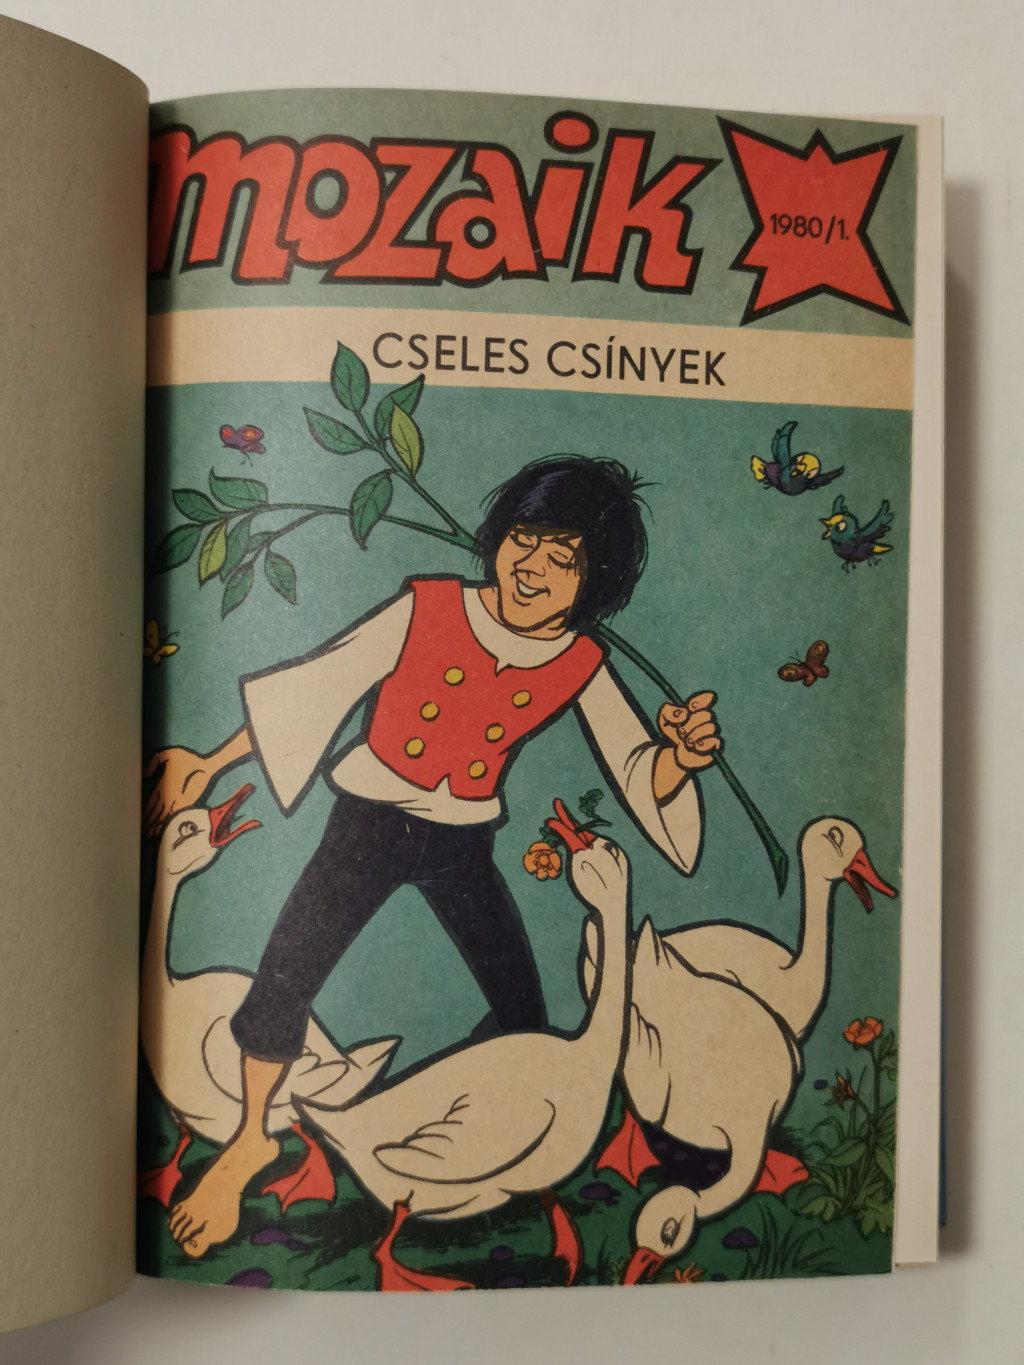 mozaik
1980/1.
CSELES CSÍNYEK